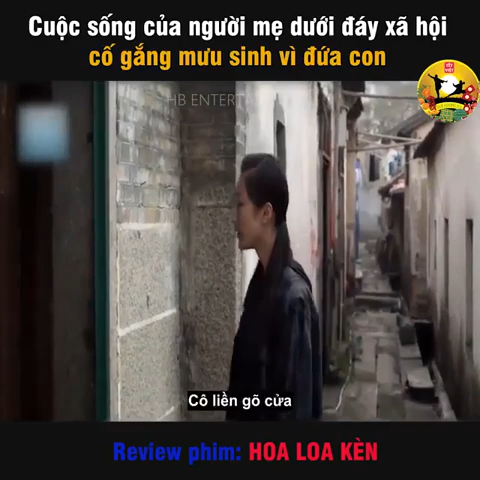 Cuộc sống của người mẹ dưới đáy xã hội
cố gắng mưu sinh vì đứa con
HB ENTERT
Cô liền gõ cửa
Review phim: HOA LOA KÈN